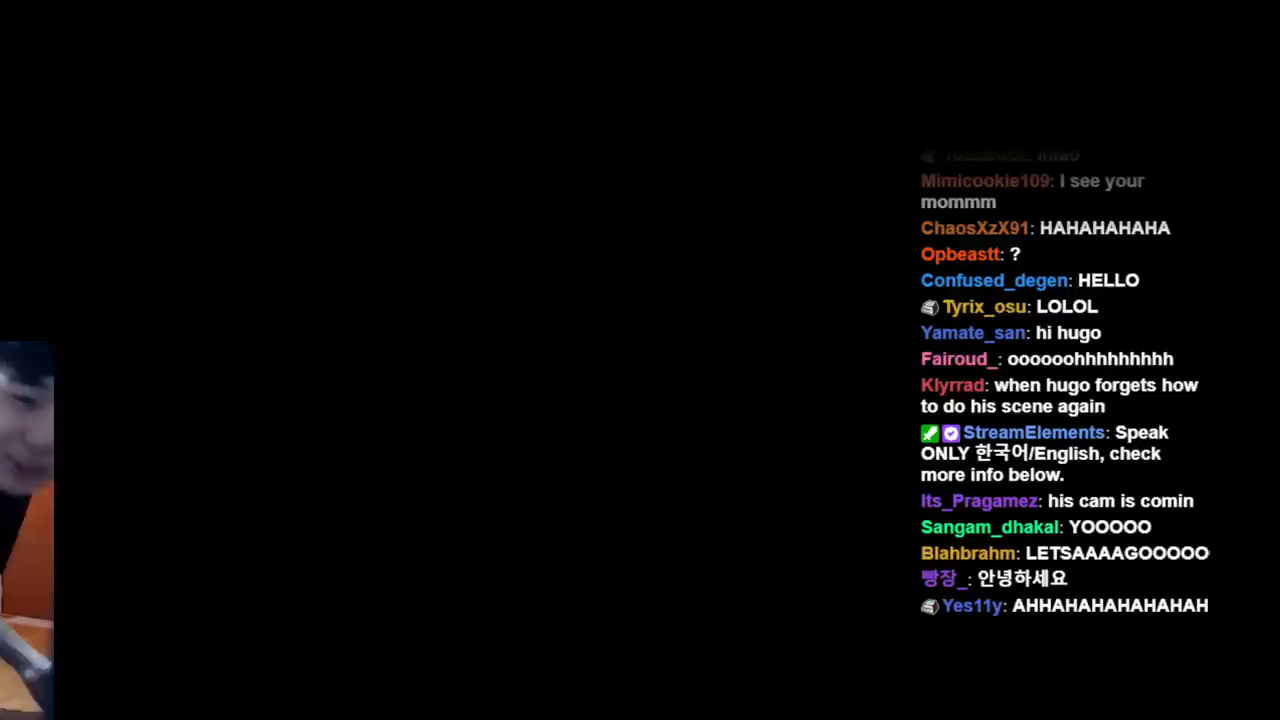 Mimicookie109: I see your
mommm
ChaosXzX91: HAHAHAHAHA
Opbeastt: ?
Confused_degen: HELLO
Tyrix_osu: LOLOL
Yamate_san: hi hugo
Fairoud_: oooooohhhhhhhhh
Klyrrad: when hugo forgets how
to do his scene again
StreamElements: Speak
ONLY 한국어/English, check
more info below.
Its_Pragamez: his cam is comin
Sangam_dhakal: YOOOOO
Blahbrahm: LETSAAAAGOOOOO
빵장_: 안녕하세요
Yes11y: AHHAHAHAHAHAHAH